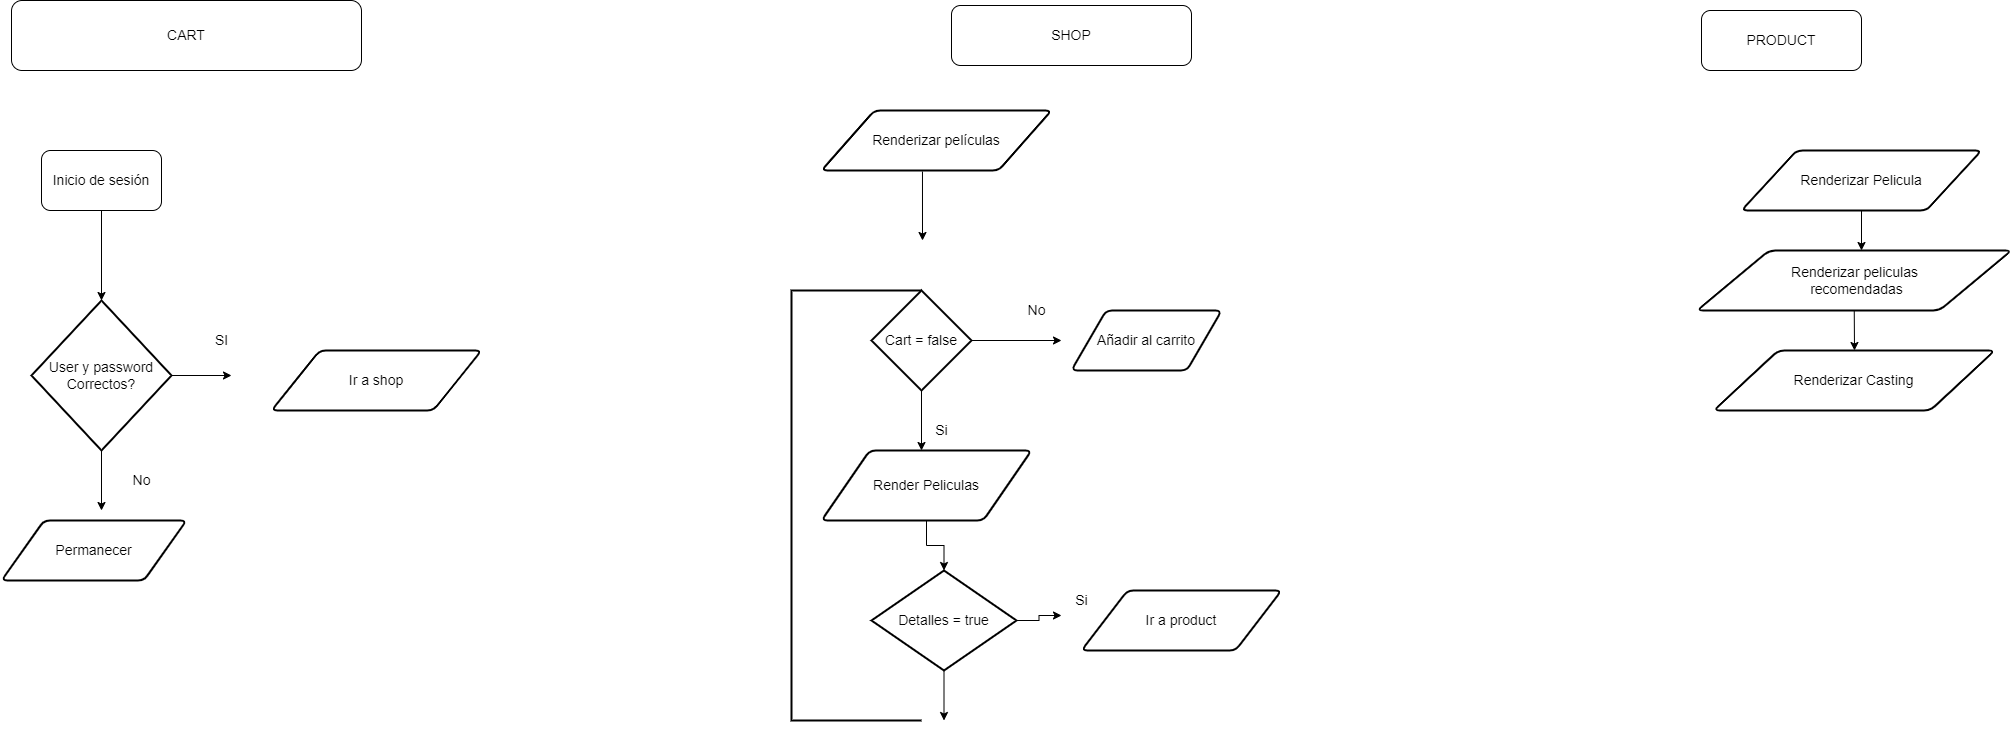 CART
Inicio de sesión
User y password
Correctos?
SI
Ir a shop
No
Permanecer
SHOP
Renderizar películas
Cart = false
No
Añadir al carrito
Si
Render Peliculas
Detalles = true
Si
Ir a product
PRODUCT
Renderizar Pelicula
Renderizar peliculas
recomendadas
Renderizar Casting